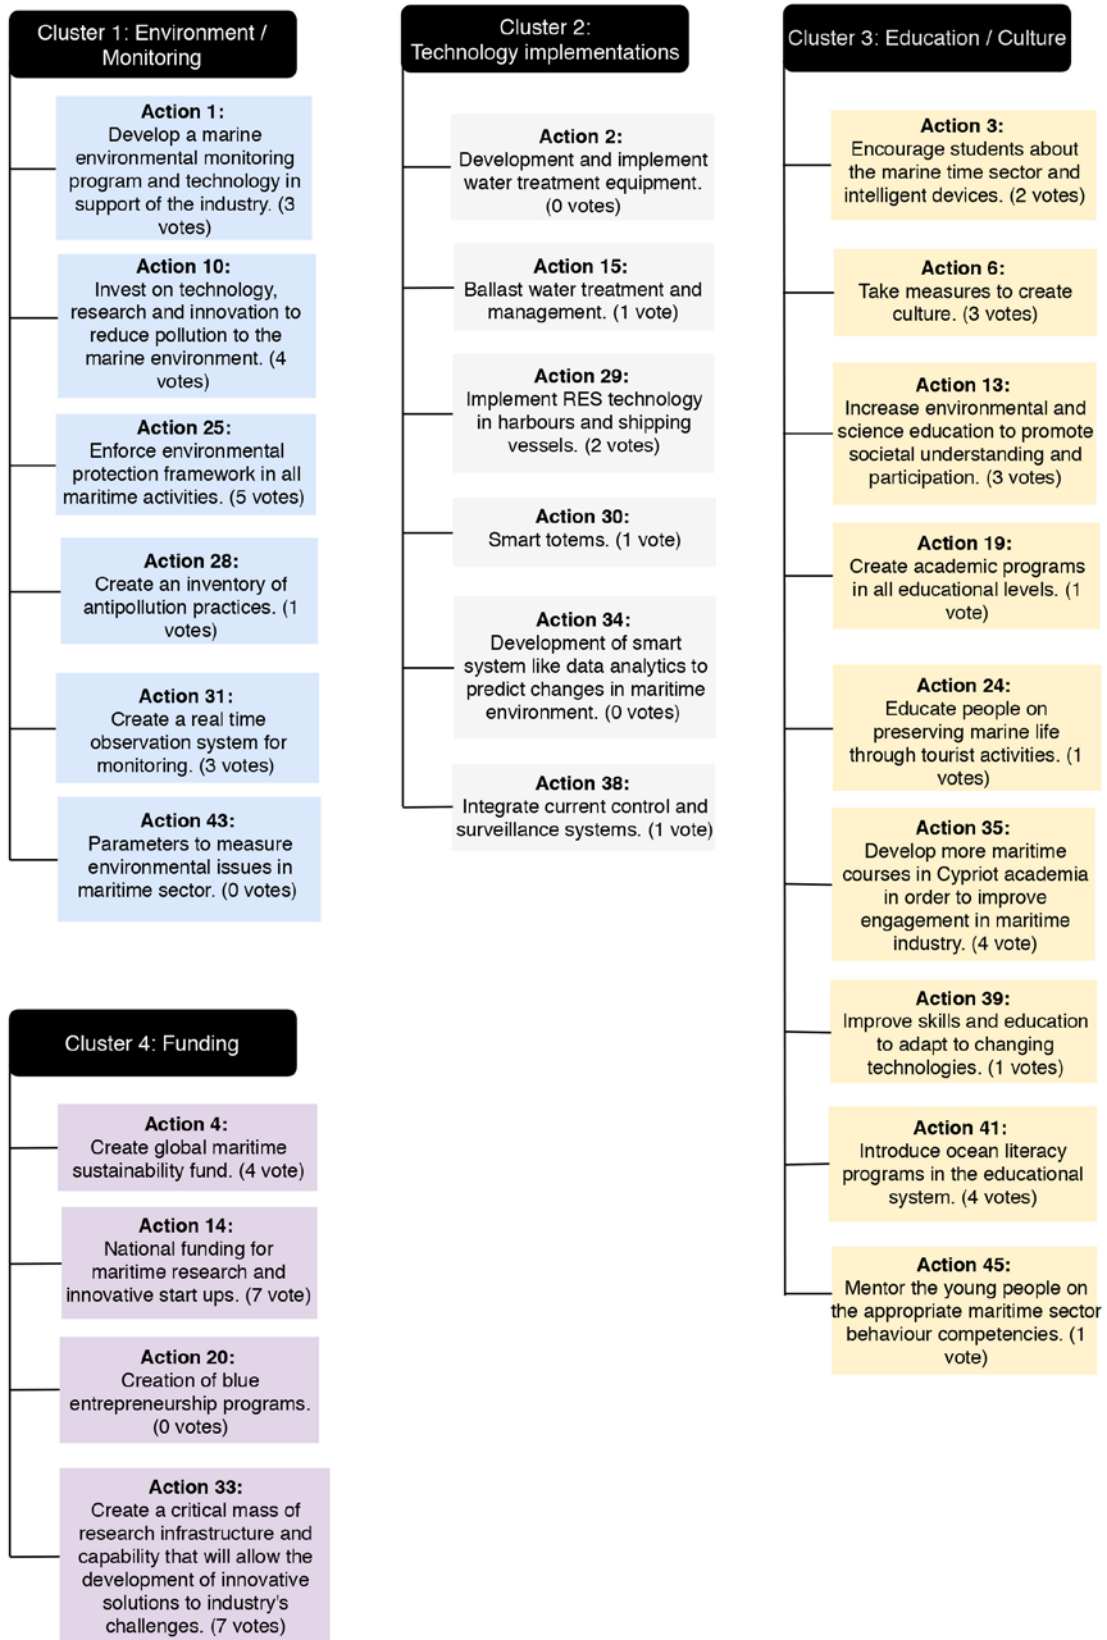 Cluster 1: Environment /
Monitoring
Action 1:
Develop a marine
environmental monitoring
program and technology in
support of the industry. (3
votes)
Action 10:
Invest on technology,
research and innovation to
reduce pollution to the
marine environment. (4
votes)
Action 25:
Enforce environmental
protection framework in all
maritime activities. (5 votes)
Action 28:
Create an inventory of
antipollution practices. (1
votes)
Action 31:
Create a real time
observation system for
monitoring. (3 votes)
Action 43:
Parameters to measure
environmental issues in
maritime sector. (0 votes)
Cluster 2:
Technology implementations
Action 2:
Development and implement
water treatment equipment.
(0 votes)
Action 15:
Ballast water treatment and
management. (1 vote)
Action 29:
Implement RES technology
in harbours and shipping
vessels. (2 votes)
Action 30:
Smart totems. (1 vote)
Action 34:
Development of smart
system like data analytics to
predict changes in maritime
environment. (0 votes)
Action 38:
Integrate current control and
surveillance systems. (1 vote)
Cluster 3: Education / Culture
Action 3:
Encourage students about
the marine time sector and
intelligent devices. (2 votes)
Action 6:
Take measures to create
culture. (3 votes)
Action 13:
Increase environmental and
science education to promote
societal understanding and
participation. (3 votes)
Action 19:
Create academic programs
in all educational levels. (1
vote)
Action 24:
Educate people on
preserving marine life
through tourist activities. (1
votes)
Action 35:
Develop more maritime
courses in Cypriot academia
in order to improve
engagement in maritime
industry. (4 vote)
Action 39:
Improve skills and education
to adapt to changing
technologies. (1 votes)
Action 41:
Introduce ocean literacy
programs in the educational
system. (4 votes)
Action 45:
Mentor the young people on
the appropriate maritime sector
behaviour competencies. (1
vote)
Cluster 4: Funding
Action 4:
Create global maritime
sustainability fund. (4 vote)
Action 14:
National funding for
maritime research and
innovative start ups. (7 vote)
Action 20:
Creation of blue
entrepreneurship programs.
(0 votes)
Action 33:
Create a critical mass of
research infrastructure and
capability that will allow the
development of innovative
solutions to industry's
challenges. (7 votes)